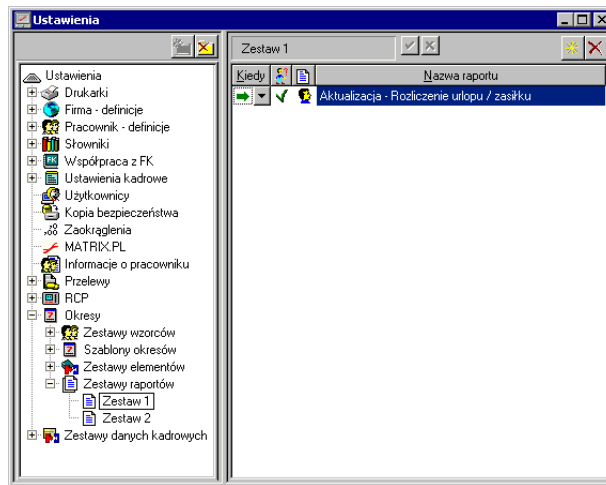 Ustawienia
Zestaw 1
Kiedy Nazwa raportu
Aktualizacja - Rozliczenie urlopu / zasiłku
Ustawienia
Drukarki
Firma - definicje
Pracownik - definicje
Słowniki
Współpraca z FK
Ustawienia kadrowe
Użytkownicy
Kopia bezpieczeństwa
Zaokrąglenia
MATRIX.PL
Informacje o pracowniku
Przelewy
RCP
Okresy
Zestawy wzorców
Szablony okresów
Zestawy elementów
Zestawy raportów
Zestaw 1
Zestaw 2
Zestawy danych kadrowych